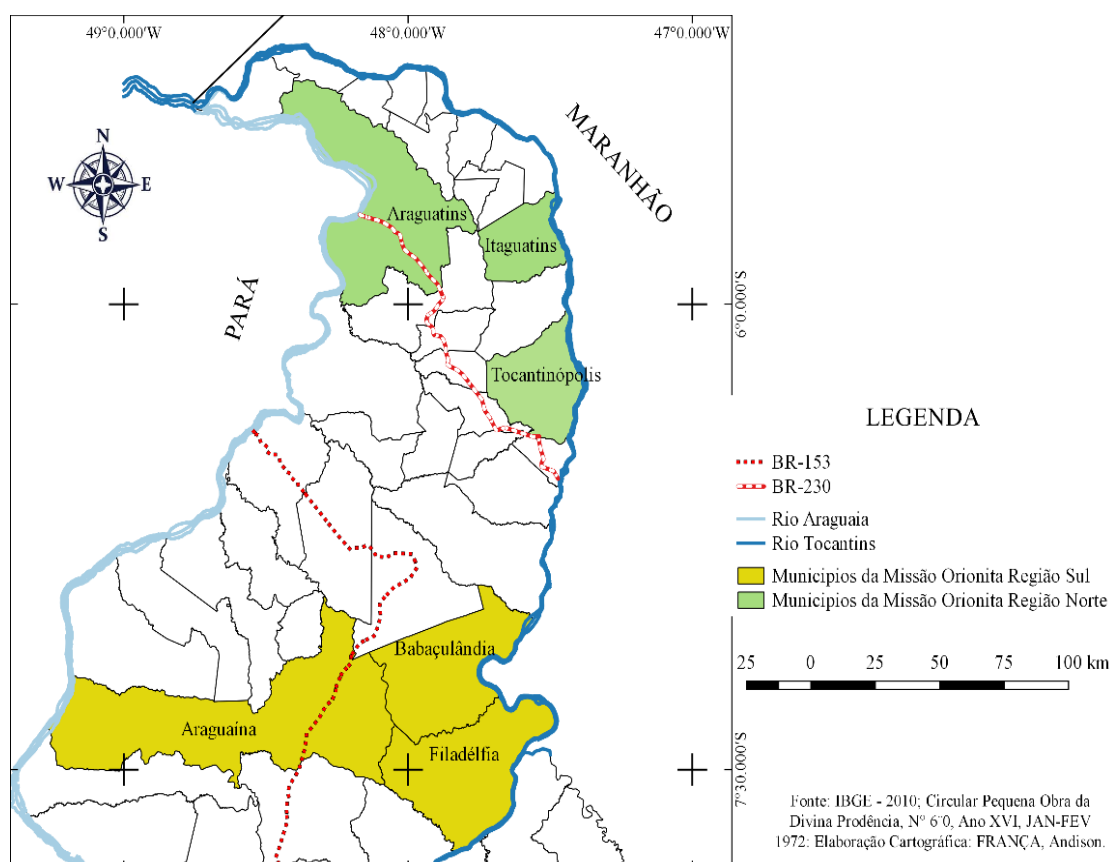 49°0.000'W
48°0.000'W
47°0.000'W
MARANHÃO
N
W
E
S
Araguatins
Itaguatins
PARÁ
6°0.000'S
Tocantinópolis
LEGENDA
BR-153
BR-230
Rio Araguaia
Rio Tocantins
Municipios da Missão Orionita Região Sul
Municipios da Missão Orionita Região Norte
Babaçulândia
25 0 25 50 75 100 km
Araguaína
Filadélfia
7°30.000'S
Fonte: IBGE - 2010; Circular Pequena Obra da
Divina Prodência, Nº 6¨0, Ano XVI, JAN-FEV
1972: Elaboração Cartográfica: FRANÇA, Andison.